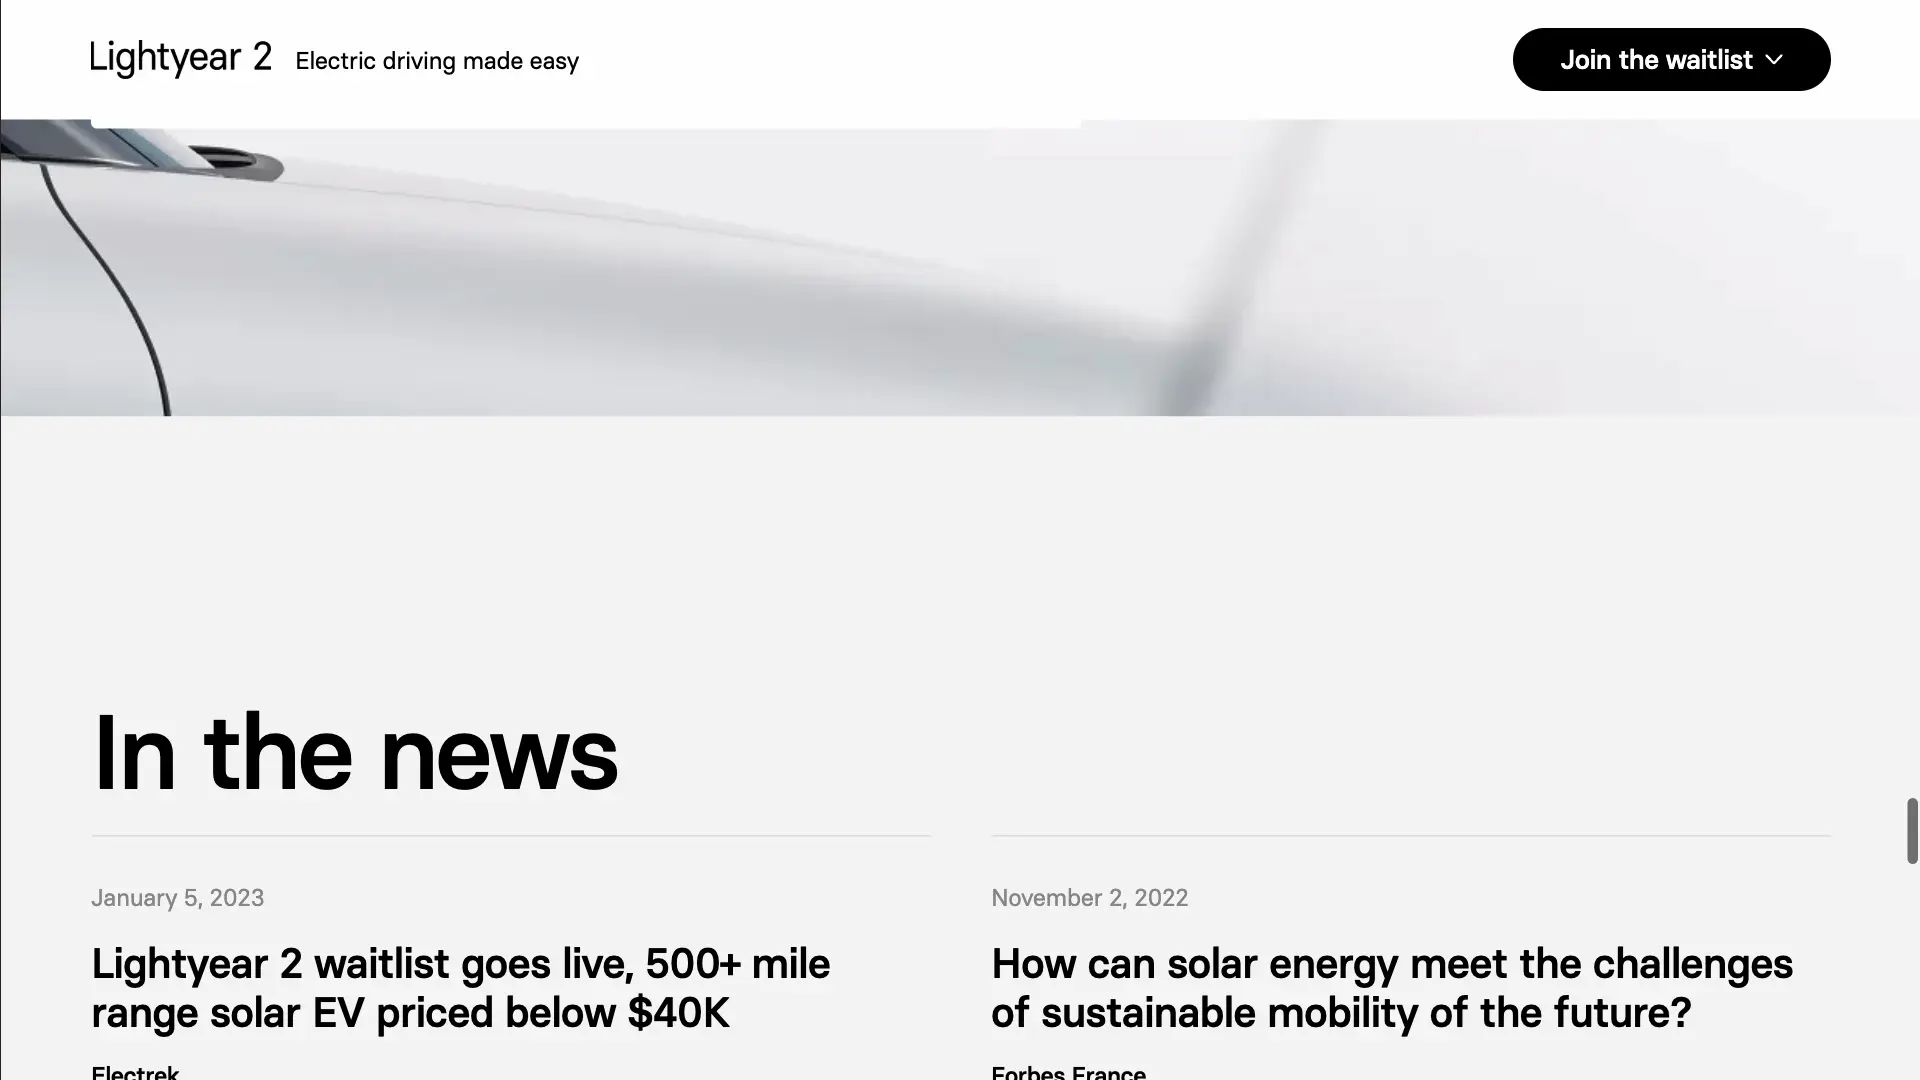 Lightyear 2 Electric driving made easy
Join the waitlist
In the news
January 5, 2023
Lightyear 2 waitlist goes live, 500+ mile
range solar EV priced below $40K
Electrek
November 2, 2022
How can solar energy meet the challenges
of sustainable mobility of the future?
Forbes France